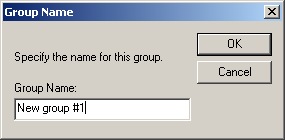 Group Name
OK
Specify the name for this group.
Cancel
Group Name:
New group #1